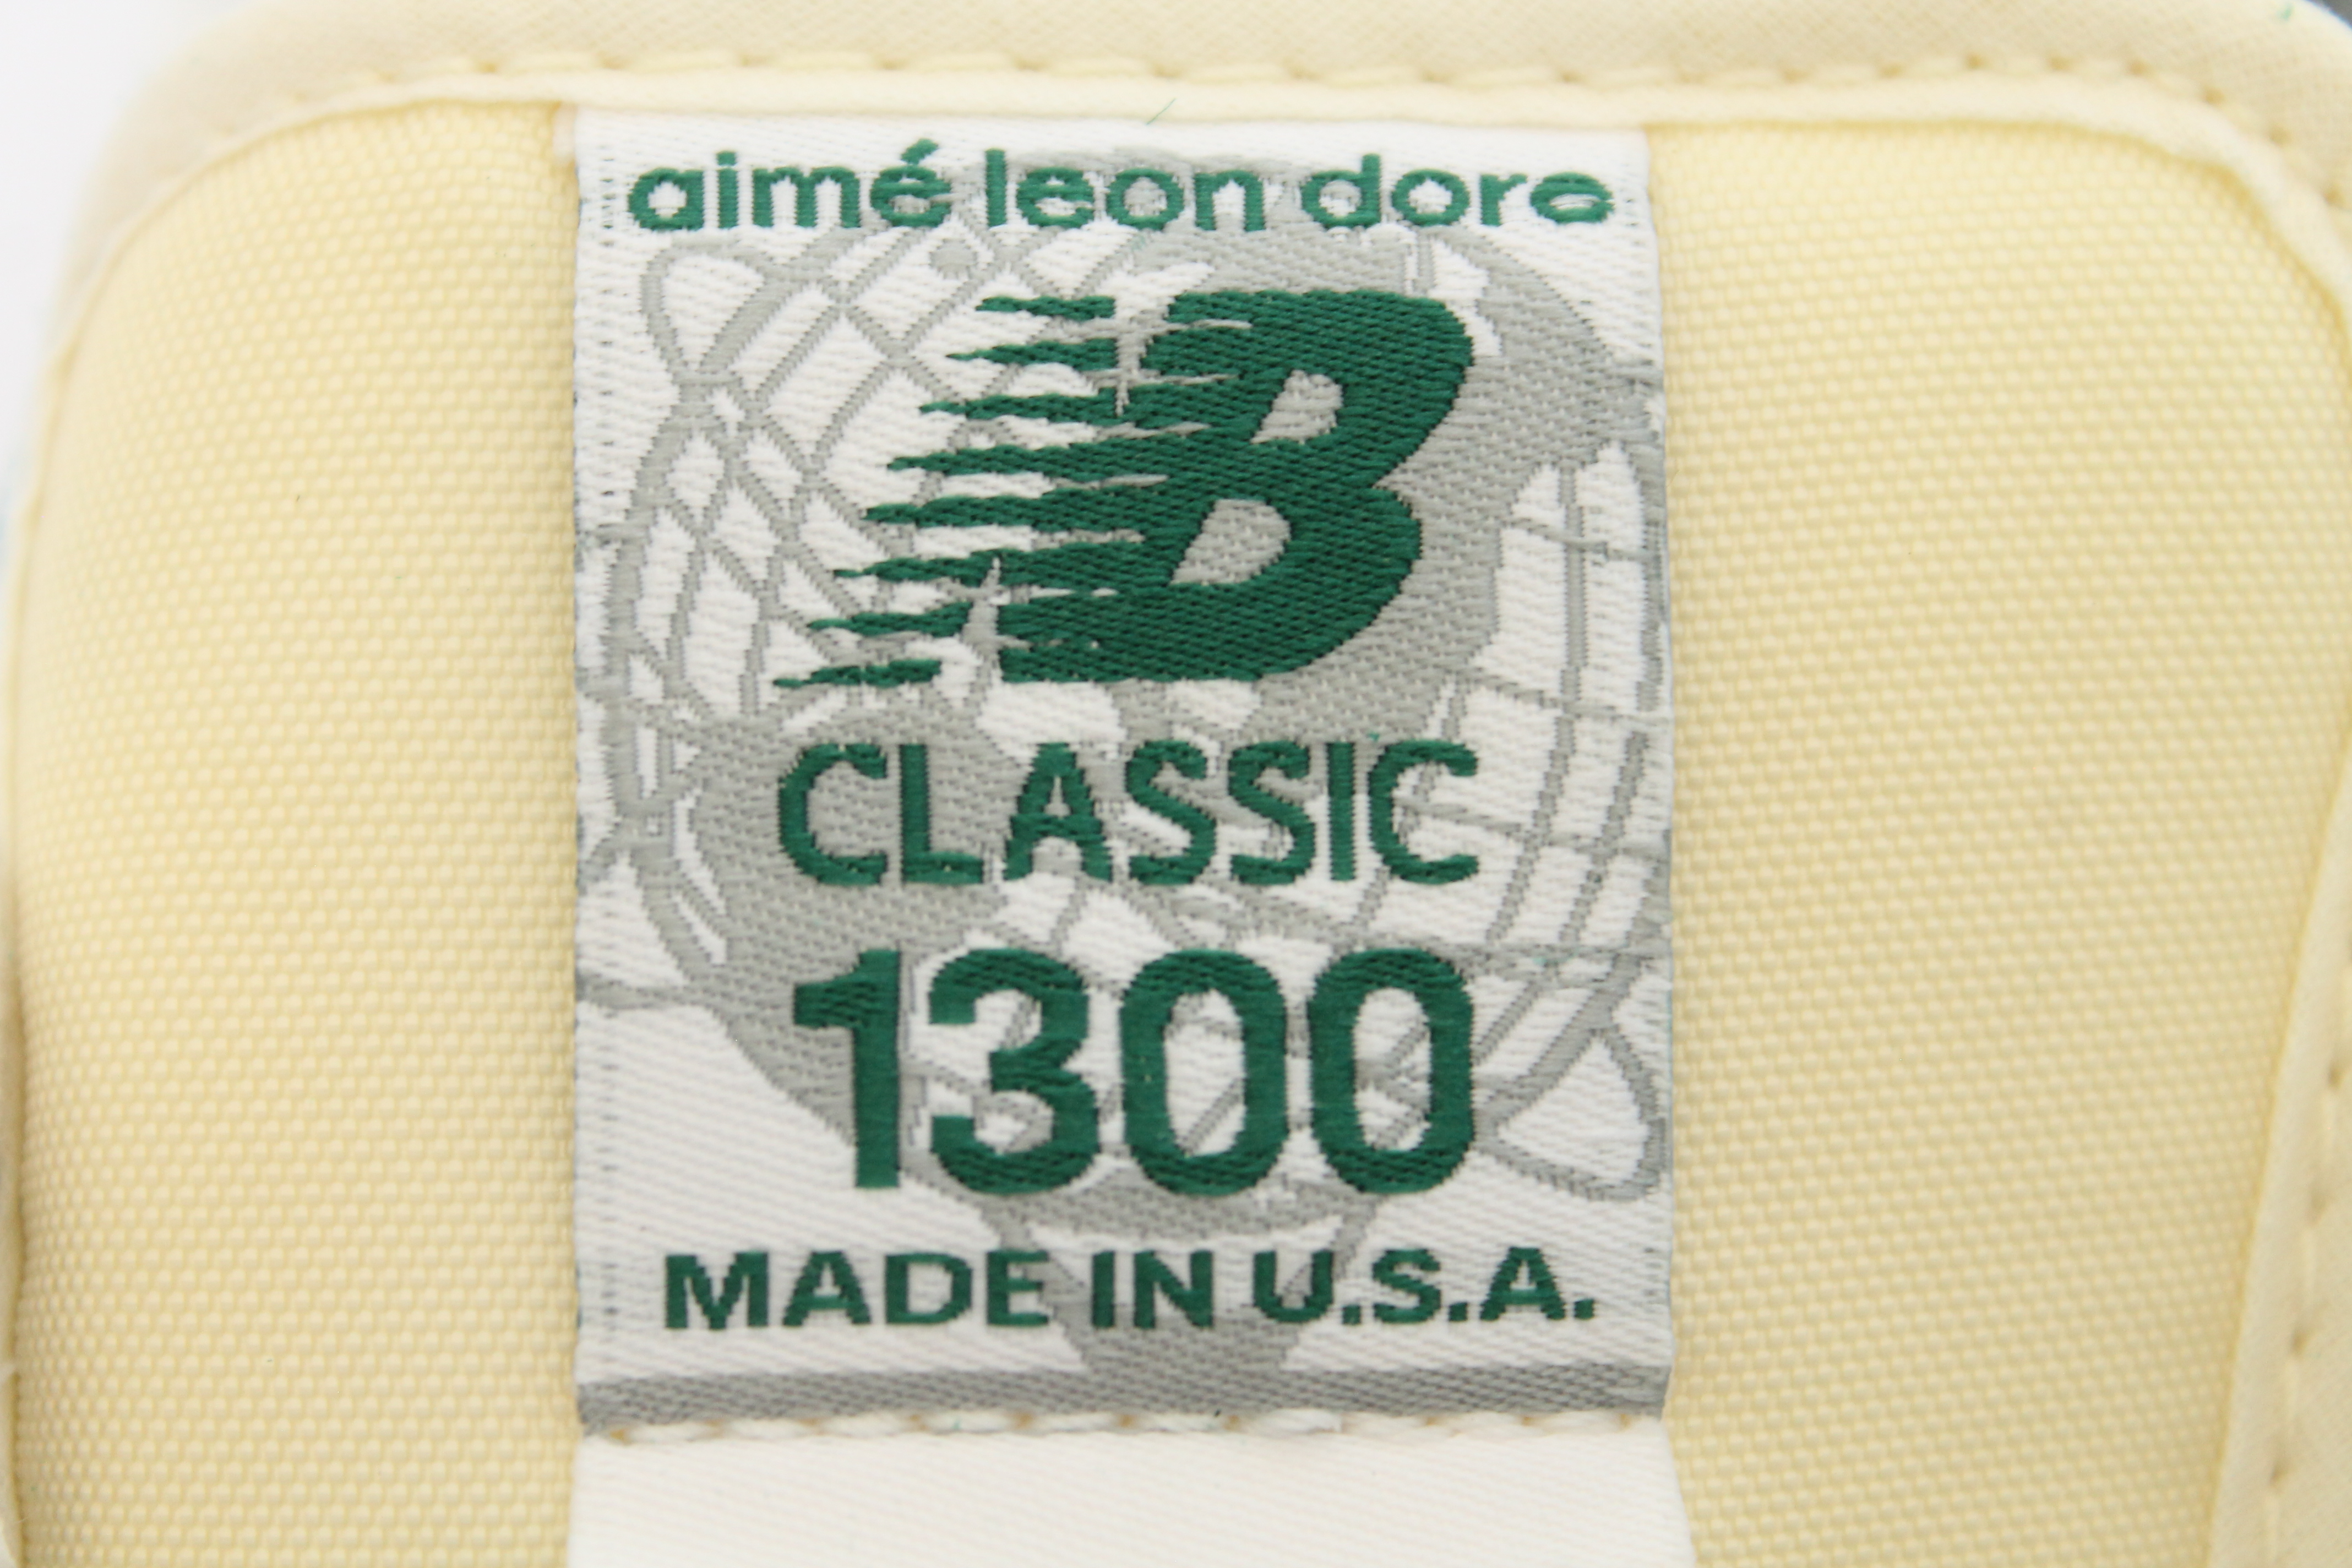 aimé leon dore
B
CLASSIC
1300
MADE IN U.S.A.